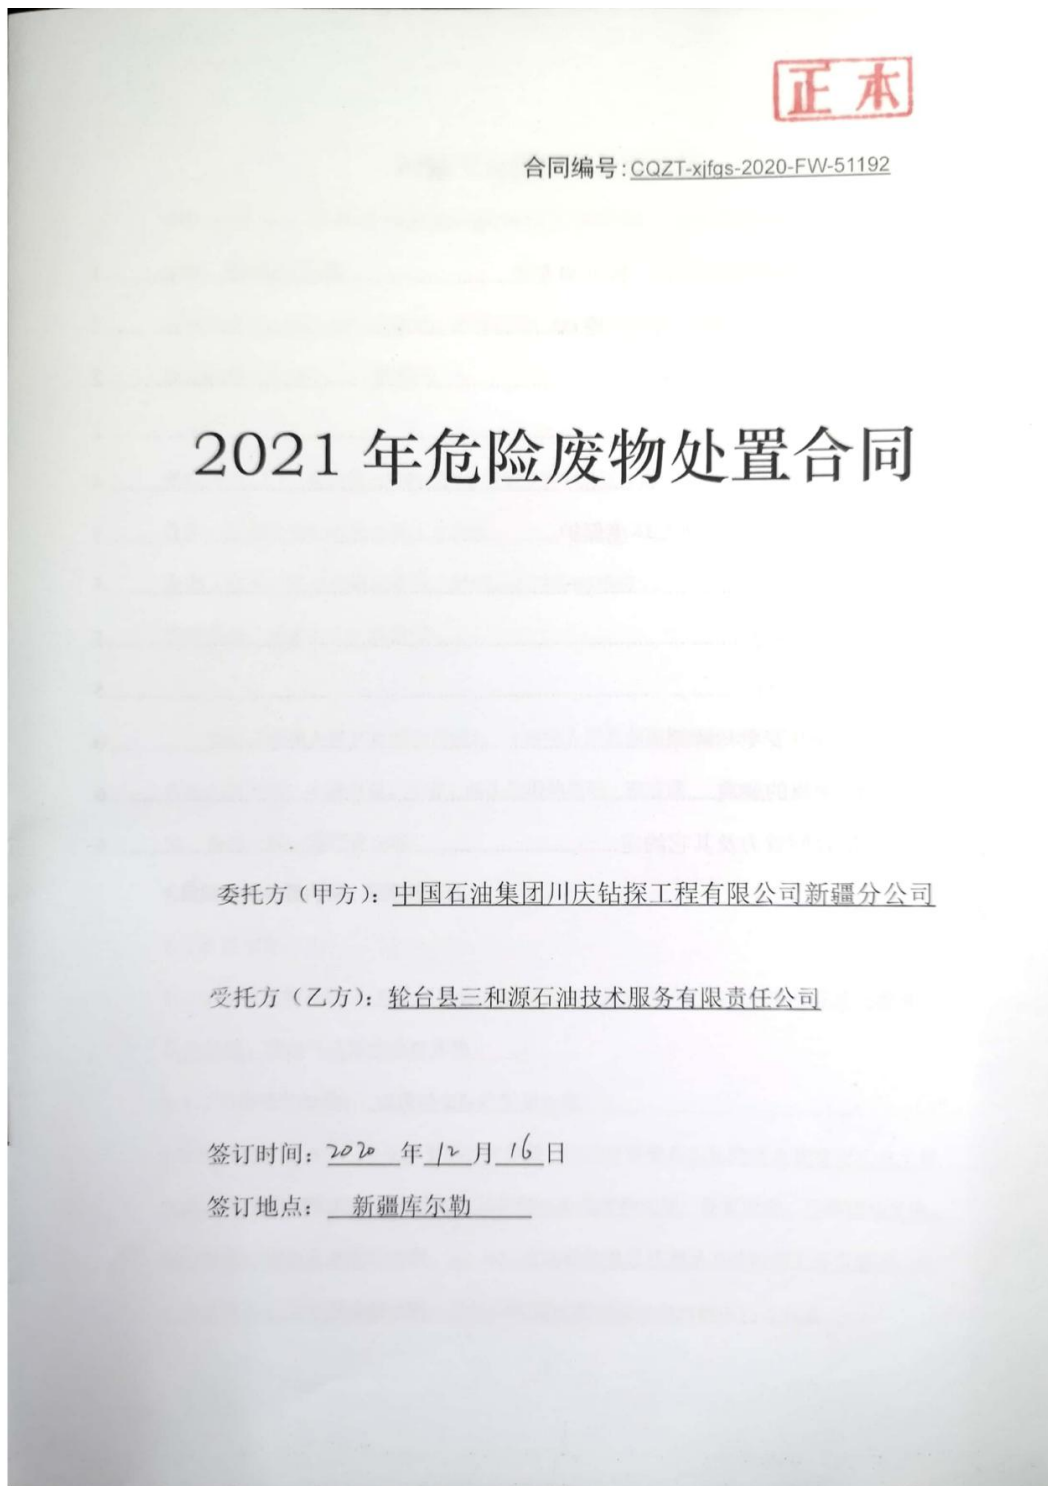 正本
合同编号：CQZT-xjfgs-2020-FW-51192
2021年危险废物处置合同
委托方（甲方）：中国石油集团川庆钻探工程有限公司新疆分公司
受托方（乙方）：轮台县三和源石油技术服务有限责任公司
签订时间：2020年12月16日
签订地点：新疆库尔勒